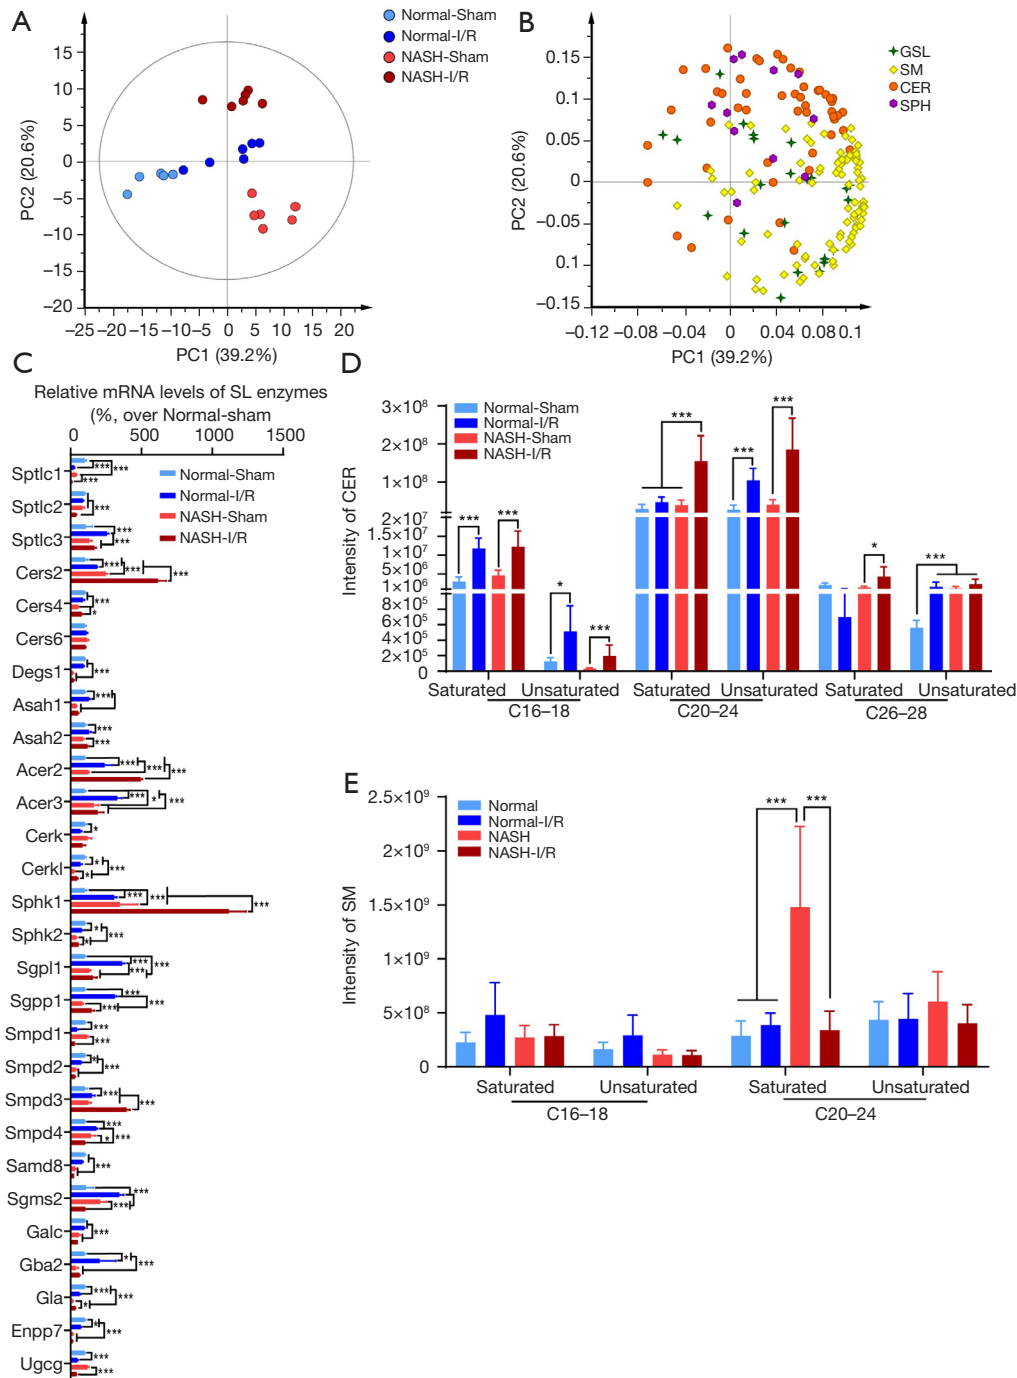 A
Normal-Sham
Normal-I/R
NASH-Sham
NASH-I/R
15
10
5
0
−5
−10
−15
−20
PC2 (20.6%)
−25 −20 −15 −10 −5 0 5 10 15 20
PC1 (39.2%)
B
GSL
SM
CER
SPH
0.15
0.1
0.05
0
−0.05
0.1
−0.15
PC2 (20.6%)
−0.12 −0.08 −0.04 0 0.04 0.08 0.1
PC1 (39.2%)
C
Relative mRNA levels of SL enzymes
(%, over Normal-sham
0 500 1000 1500
Normal-Sham
Normal-I/R
NASH-Sham
NASH-I/R
Sptlc1
Sptlc2
Sptlc3
Cers2
Cers4
Cers6
Degs1
Asah1
Asah2
Acer2
Acer3
Cerk
Cerkl
Sphk1
Sphk2
Sgpl1
Sgpp1
Smpd1
Smpd2
Smpd3
Smpd4
Samd8
Sgms2
Galc
Gba2
Gla
Enpp7
Ugcg
D
Normal-Sham
Normal-I/R
NASH-Sham
NASH-I/R
Intensity of CER
3×10⁸
2×10⁸
1×10⁸
2×10⁷
1.5×10⁷
1×10⁷
5×10⁶
1×10⁶
8×10⁵
6×10⁵
4×10⁵
2×10⁵
0
*** *** * *** *** *** *** * ***
Saturated Unsaturated Saturated Unsaturated Saturated Unsaturated
C16–18 C20–24 C26–28
E
Normal
Normal-I/R
NASH
NASH-I/R
Intensity of SM
2.5×10⁹
2×10⁹
1.5×10⁹
1×10⁹
5×10⁸
0
*** ***
Saturated Unsaturated Saturated Unsaturated
C16–18 C20–24